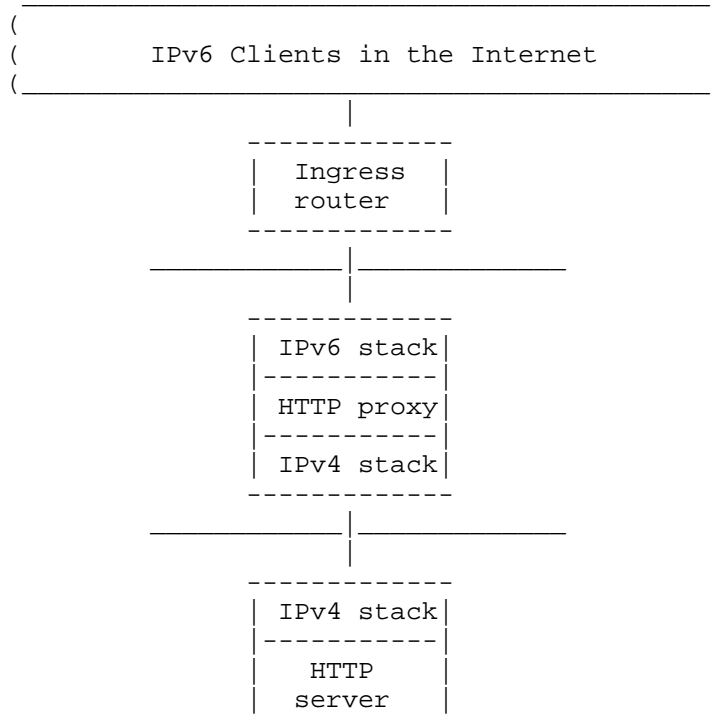 IPv6 Clients in the Internet
Ingress
router
IPv6 stack
HTTP proxy
IPv4 stack
IPv4 stack
HTTP
server